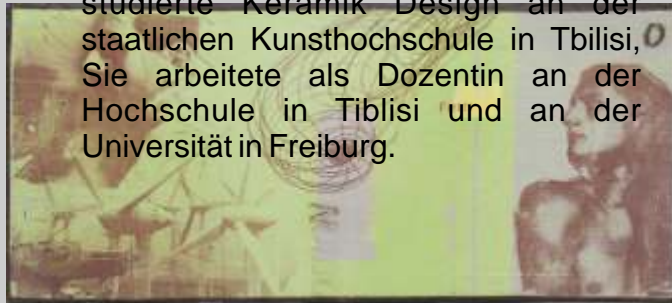 studierte Keramik Design an der
staatlichen Kunsthochschule in Tbilisi,
Sie arbeitete als Dozentin an der
Hochschule in Tiblisi und an der
Universität in Freiburg.